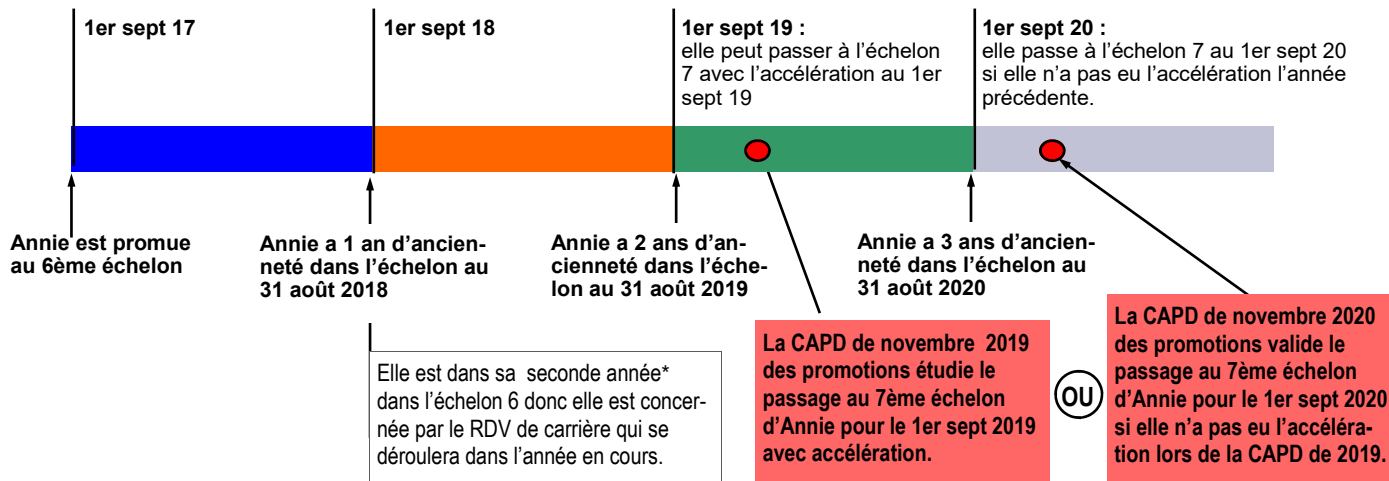 1er sept 17
1er sept 18
1er sept 19 :
elle peut passer à l’échelon
7 avec l’accélération au 1er
sept 19
1er sept 20 :
elle passe à l’échelon 7 au 1er sept 20
si elle n’a pas eu l’accélération l’année
précédente.
Annie est promue
au 6ème échelon
Annie a 1 an d’ancien-
neté dans l’échelon au
31 août 2018
Annie a 2 ans d’an-
cienneté dans l’éche-
lon au 31 août 2019
Annie a 3 ans d’ancien-
neté dans l’échelon au
31 août 2020
Elle est dans sa seconde année*
dans l’échelon 6 donc elle est concer-
née par le RDV de carrière qui se
déroulera dans l’année en cours.
La CAPD de novembre 2019
des promotions étudie le
passage au 7ème échelon
d’Annie pour le 1er sept 2019
avec accélération.
OU
La CAPD de novembre 2020
des promotions valide le
passage au 7ème échelon
d’Annie pour le 1er sept 2020
si elle n’a pas eu l’accéléra-
tion lors de la CAPD de 2019.